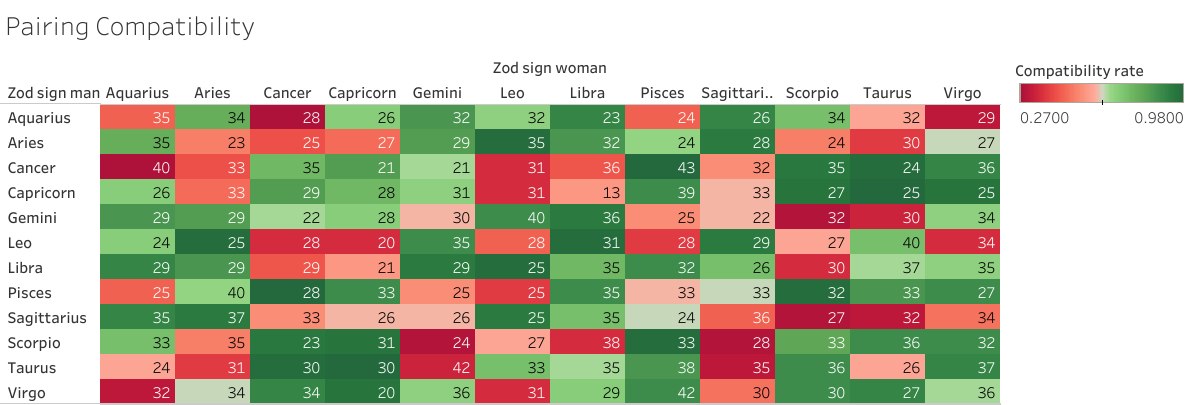 Pairing Compatibility
Zod sign woman
Compatibility rate
Zod sign man Aquarius Aries Cancer Capricorn Gemini Leo Libra Pisces Sagittari.. Scorpio Taurus Virgo
0.2700 0.9800
Aquarius 35 34 28 26 32 32 23 24 26 34 32 29
Aries 35 23 25 27 29 35 32 24 28 24 30 27
Cancer 40 33 35 21 21 31 36 43 32 35 24 36
Capricorn 26 33 29 28 31 31 13 39 33 27 25 25
Gemini 29 29 22 28 30 40 36 25 22 32 30 34
Leo 24 25 28 20 35 28 31 28 29 27 40 34
Libra 29 29 29 21 29 25 35 32 26 30 37 35
Pisces 25 40 28 33 25 25 35 33 33 32 33 27
Sagittarius 35 37 33 26 26 25 35 24 36 27 32 34
Scorpio 33 35 23 31 24 27 38 33 28 33 36 32
Taurus 24 31 30 30 42 33 35 38 35 36 26 37
Virgo 32 34 34 20 36 31 29 42 30 30 27 36